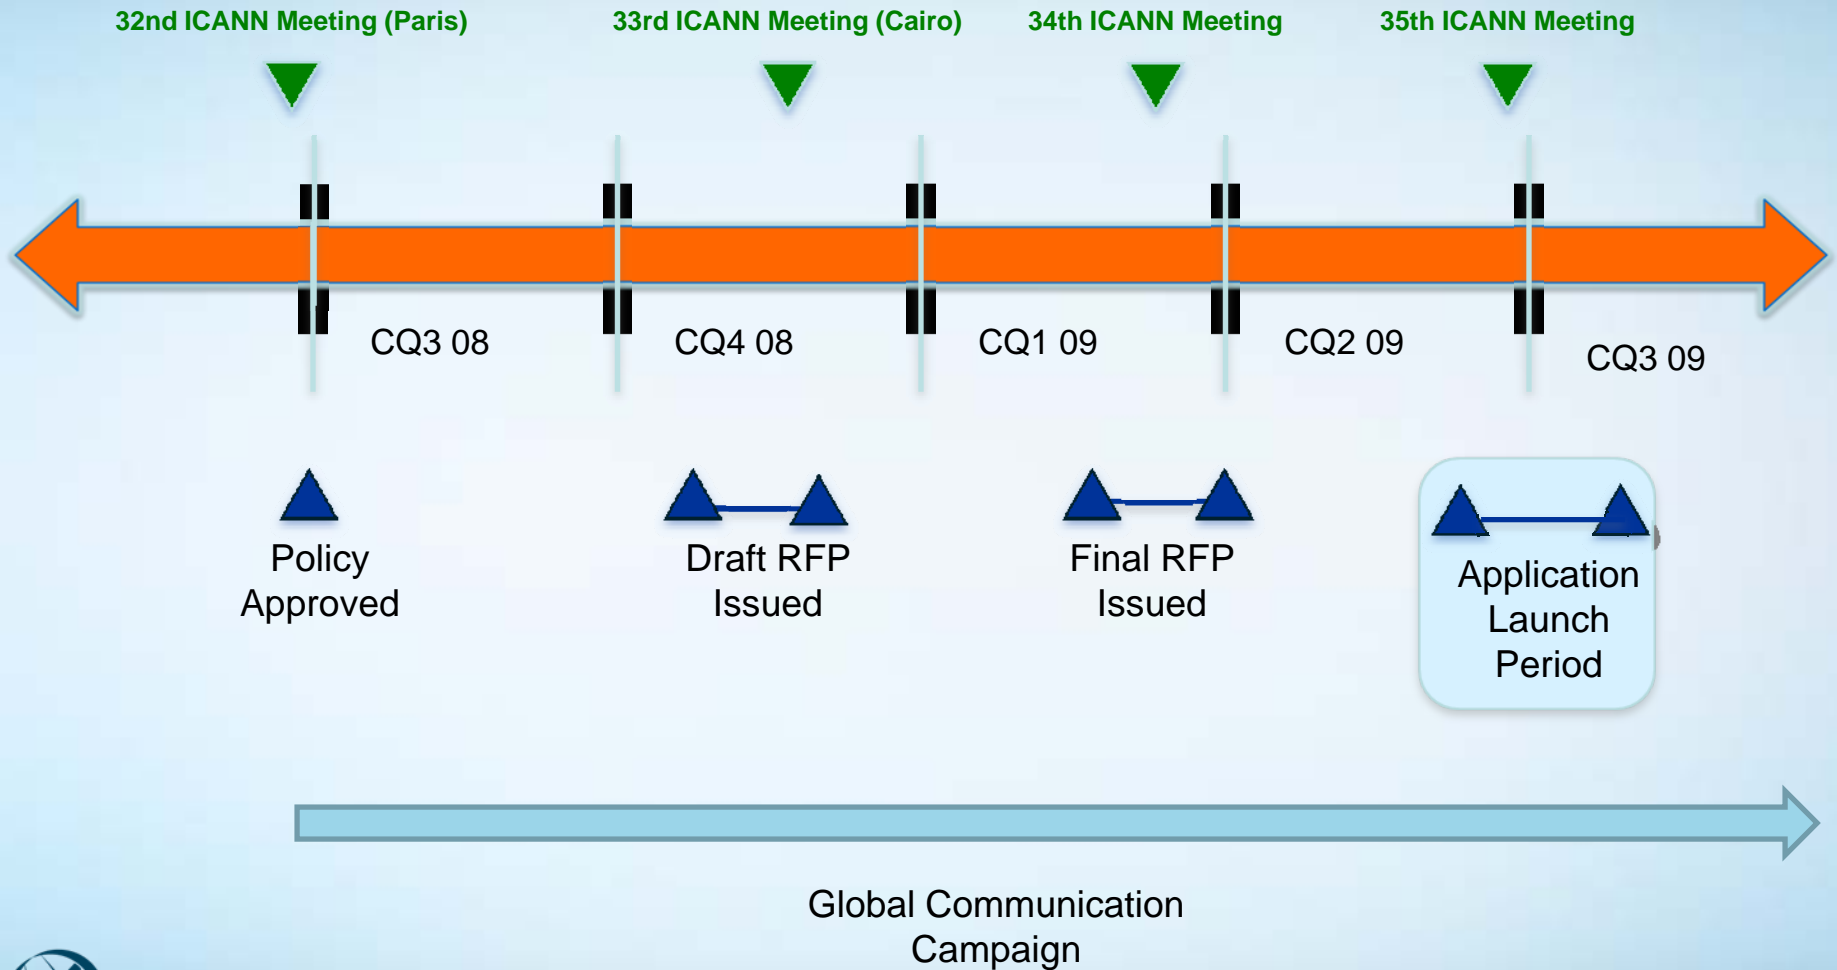 32nd ICANN Meeting (Paris)
33rd ICANN Meeting (Cairo)
34th ICANN Meeting
35th ICANN Meeting
CQ3 08
CQ4 08
CQ1 09
CQ2 09
CQ3 09
Policy
Approved
Draft RFP
Issued
Final RFP
Issued
Application
Launch
Period
Global Communication
Campaign